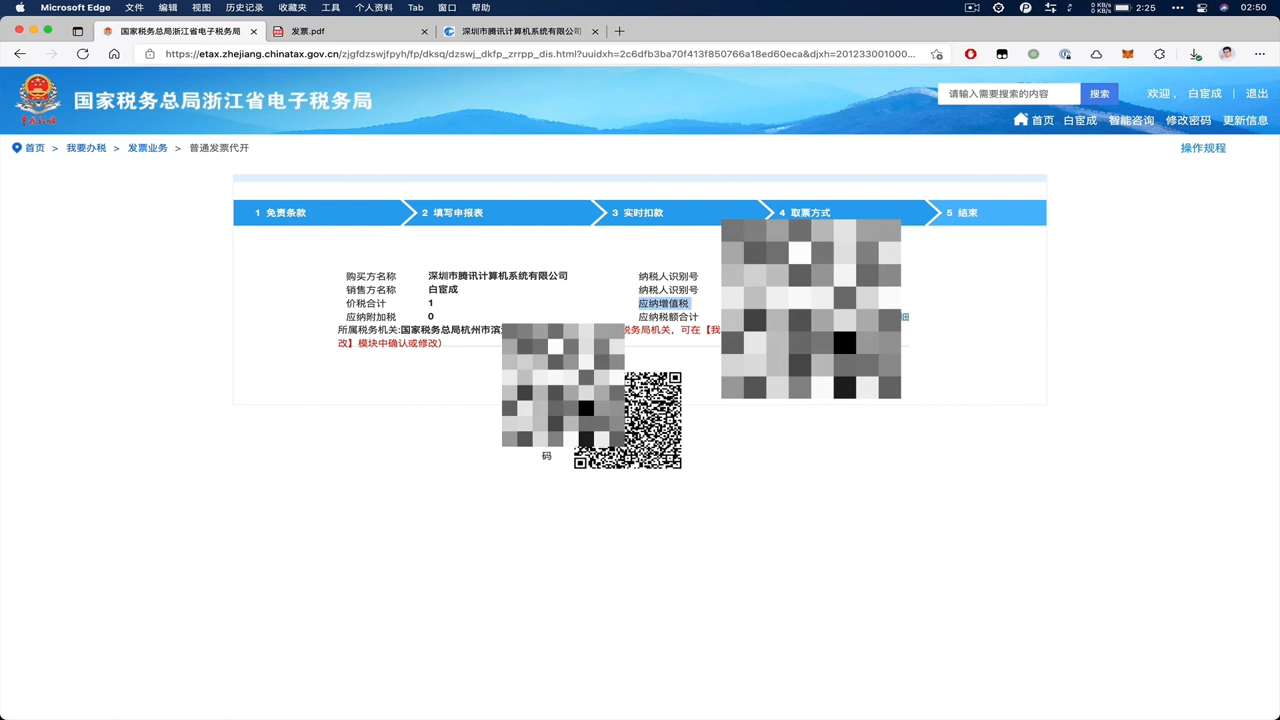 Microsoft Edge 文件 编辑 视图 历史记录 收藏夹 工具 个人资料 Tab 窗口 帮助 0 KB/s 0 KB/s 2:25 02:50
国家税务总局浙江省电子税务局 发票.pdf 深圳市腾讯计算机系统有限公司
https://etax.zhejiang.chinatax.gov.cn/zjgfdzswjfpyh/fp/dksq/dzswj_dkfp_zrrpp_dis.html?uuidxh=2c6dfb3ba70f413f850766a18ed60eca&djxh=201233001000...
国家税务总局浙江省电子税务局
请输入需要搜索的内容 搜索 欢迎， 白宦成 | 退出
首页 白宦成 智能咨询 修改密码 更新信息
首页 > 我要办税 > 发票业务 > 普通发票代开 操作规程
1 免责条款 2 填写申报表 3 实时扣款 4 取票方式 5 结束
购买方名称 深圳市腾讯计算机系统有限公司 纳税人识别号
销售方名称 白宦成 纳税人识别号
价税合计 1 应纳增值税
应纳附加税 0 应纳税额合计 细
所属税务机关:国家税务总局杭州市滨 税务局机关，可在【我
改】模块中确认或修改）
码